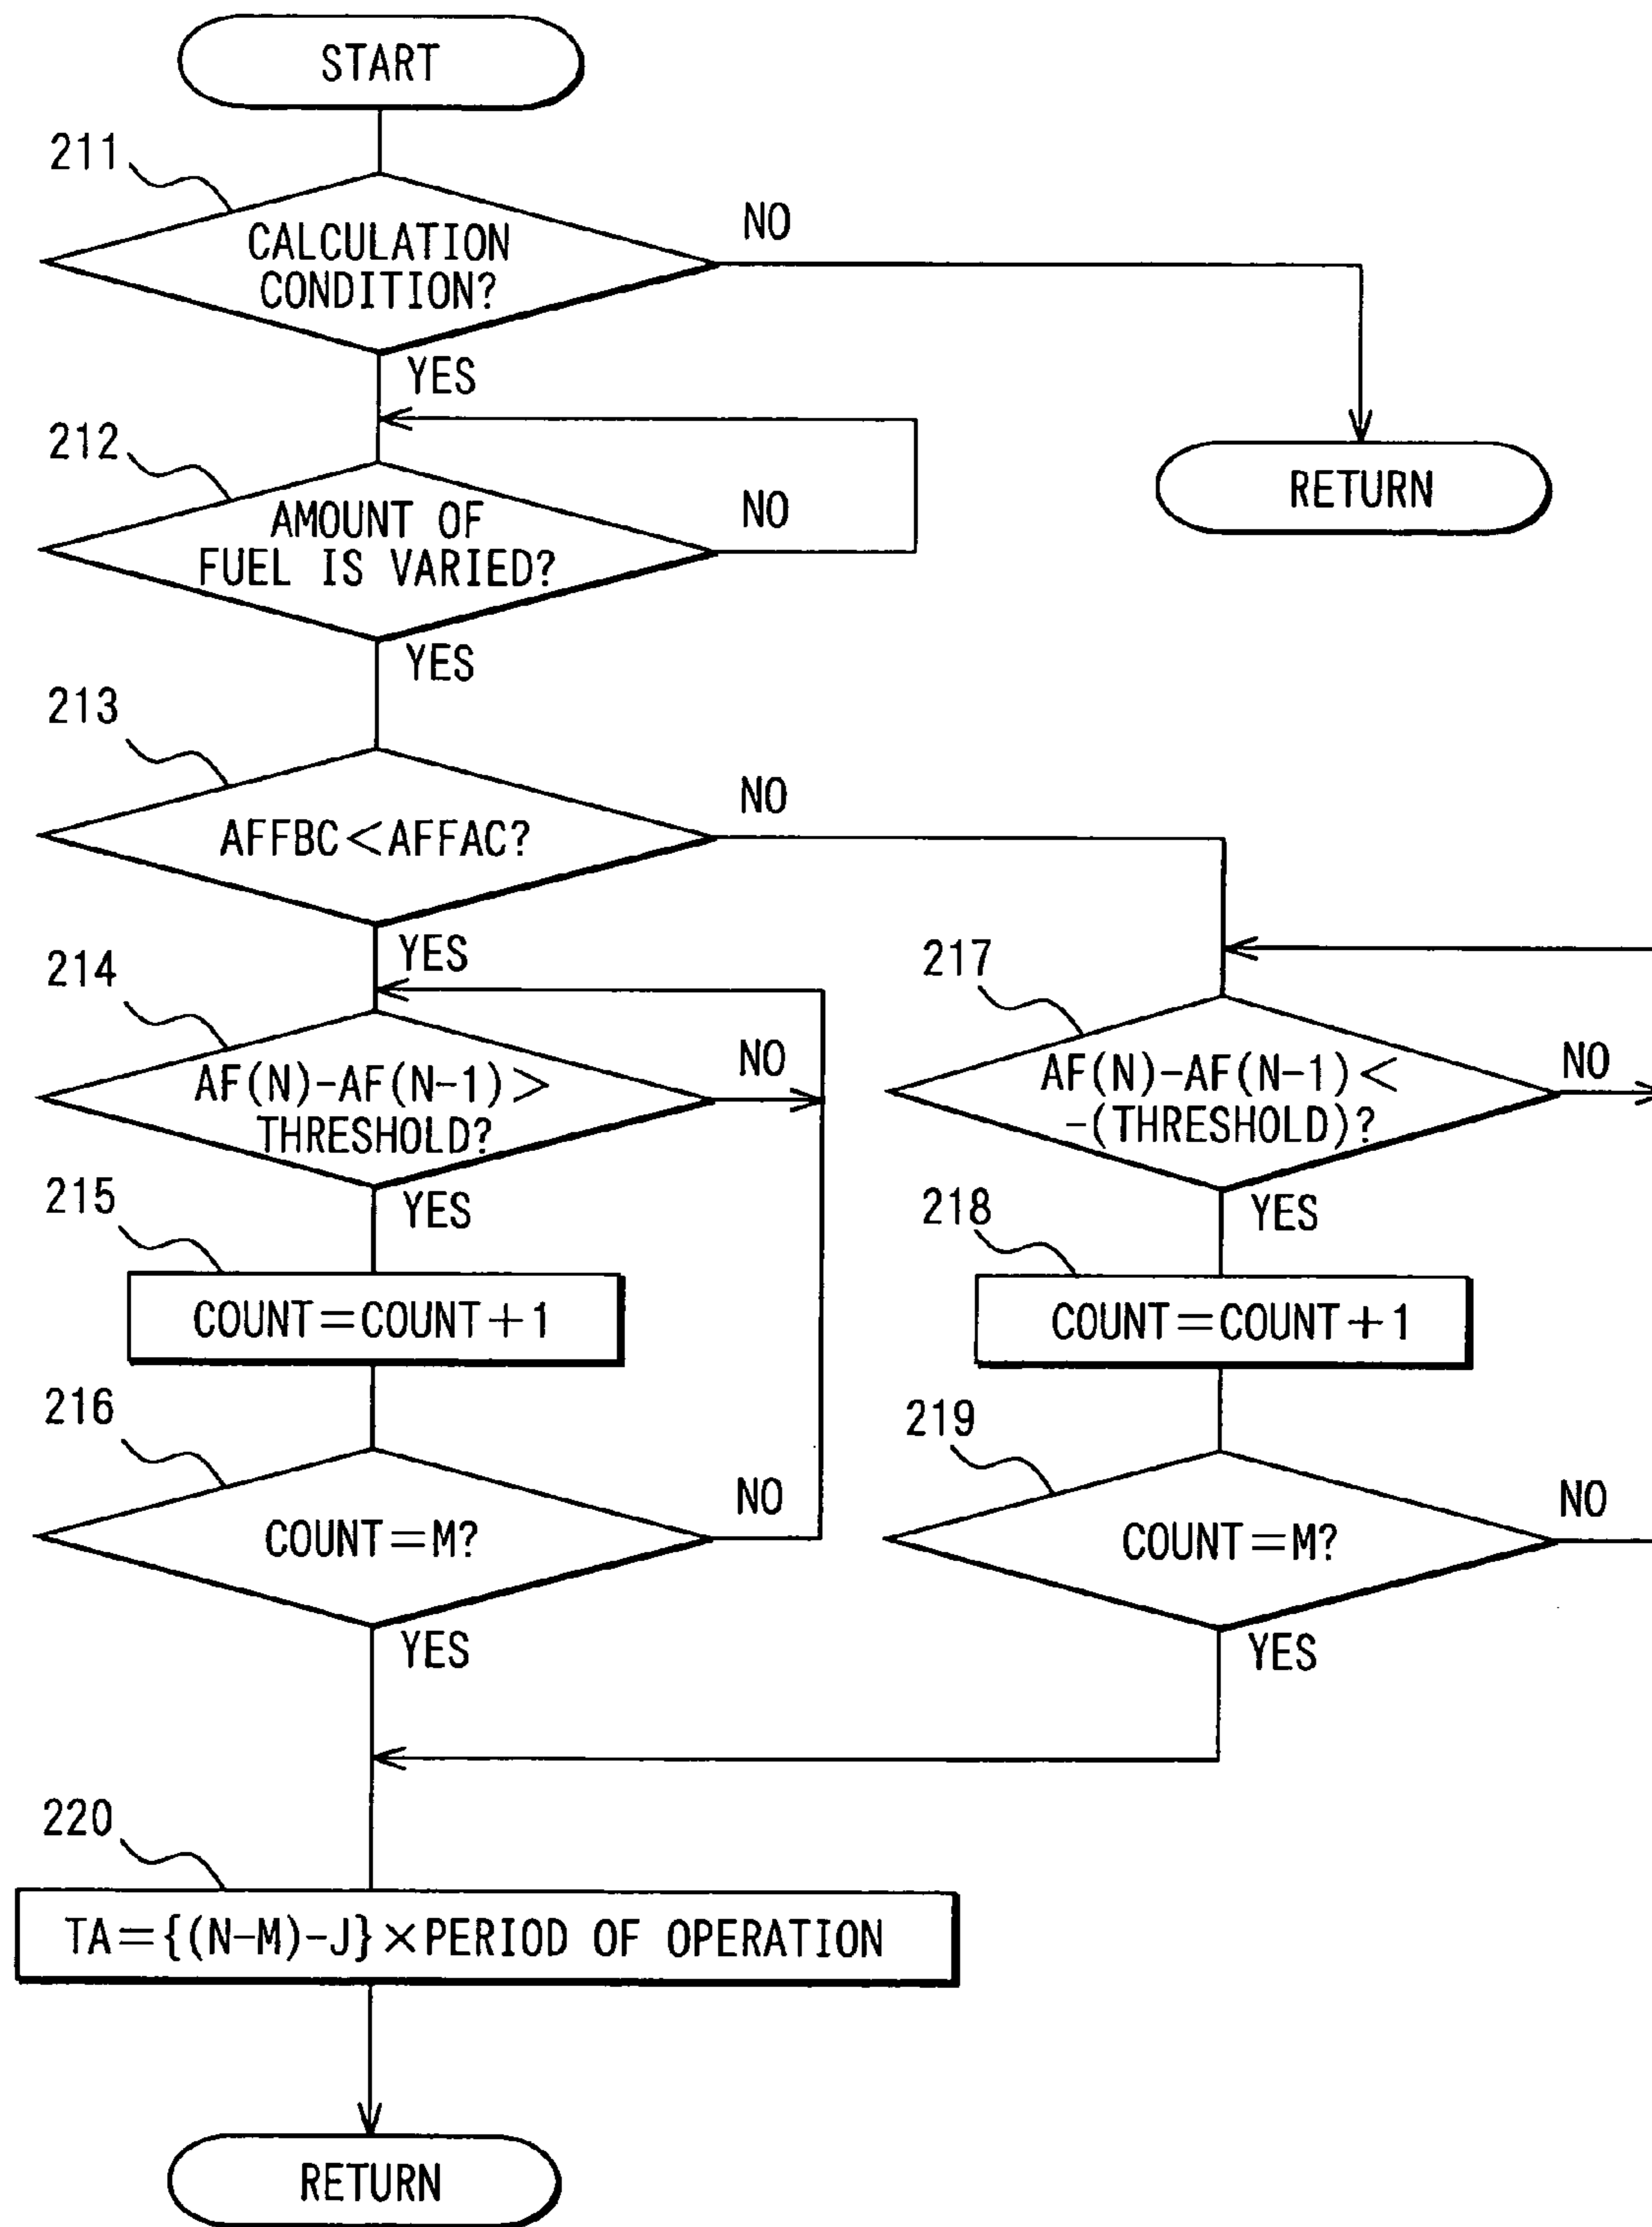 START
211
CALCULATION
CONDITION?
NO
YES
RETURN
212
AMOUNT OF
FUEL IS VARIED?
NO
YES
213
AFFBC<AFFAC?
NO
YES
214
AF(N)-AF(N-1)>
THRESHOLD?
NO
YES
215
COUNT=COUNT+1
216
COUNT=M?
NO
YES
217
AF(N)-AF(N-1)<
-(THRESHOLD)?
NO
YES
218
COUNT=COUNT+1
219
COUNT=M?
NO
YES
220
TA={(N-M)-J}×PERIOD OF OPERATION
RETURN